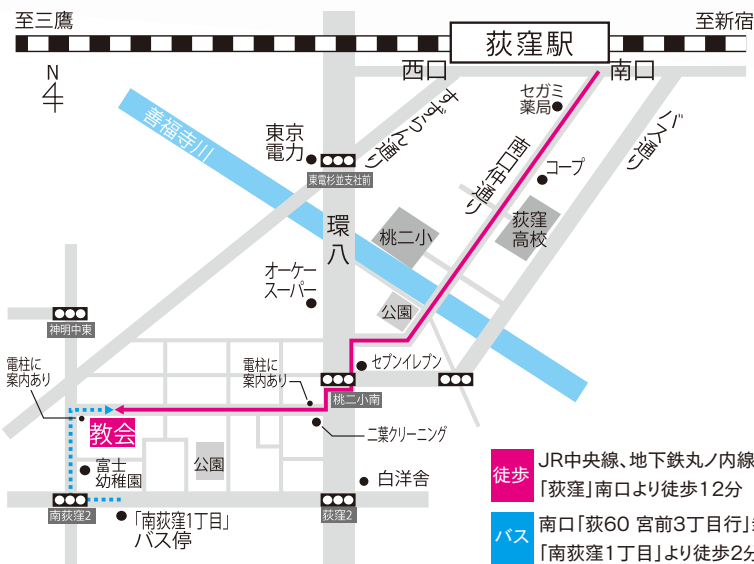 至三鷹
至新宿
荻窪駅
西口
南口
N
4
セガミ
薬局
すずらん通り
バス通り
善福寺川
東京
電力
東電杉並支社前
南口仲通り
コープ
荻窪
高校
環八
桃二小
オーケー
スーパー
公園
神明中東
電柱に
案内あり
電柱に
案内あり
セブンイレブン
桃二小南
教会
二葉クリーニング
富士
幼稚園
公園
白洋舎
南荻窪2
荻窪2
「南荻窪1丁目」
バス停
徒歩
JR中央線、地下鉄丸ノ内線
「荻窪」南口より徒歩12分
バス
南口「荻60 宮前3丁目行」
「南荻窪1丁目」より徒歩2分